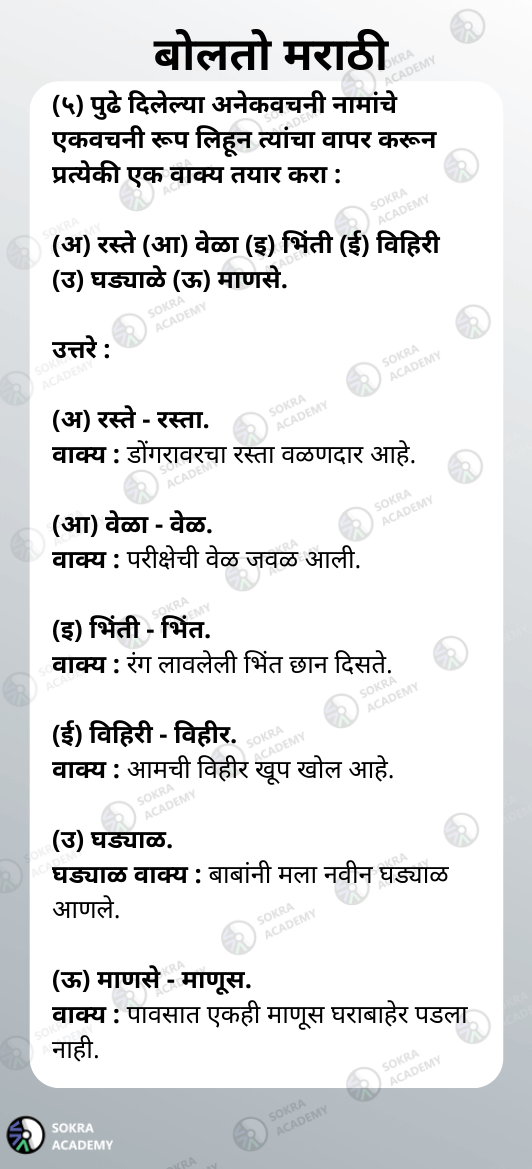 बोलतो मराठी
(५) पुढे दिलेल्या अनेकवचनी नामांचे
एकवचनी रूप लिहून त्यांचा वापर करून
प्रत्येकी एक वाक्य तयार करा :
(अ) रस्ते (आ) वेळा (इ) भिंती (ई) विहिरी
(उ) घड्याळे (ऊ) माणसे.
उत्तरे :
(अ) रस्ते - रस्ता.
वाक्य : डोंगरावरचा रस्ता वळणदार आहे.
(आ) वेळा - वेळ.
वाक्य : परीक्षेची वेळ जवळ आली.
(इ) भिंती - भिंत.
वाक्य : रंग लावलेली भिंत छान दिसते.
(ई) विहिरी - विहीर.
वाक्य : आमची विहीर खूप खोल आहे.
(उ) घड्याळ.
घड्याळ वाक्य : बाबांनी मला नवीन घड्याळ
आणले.
(ऊ) माणसे - माणूस.
वाक्य : पावसात एकही माणूस घराबाहेर पडला
नाही.
SOKRA
ACADEMY